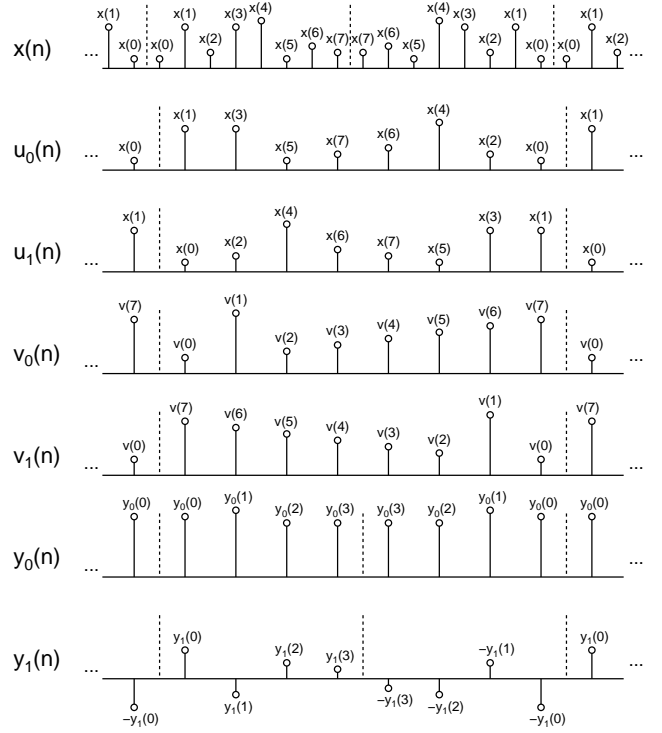 x(n) ... x(1) x(0) x(0) x(1) x(2) x(3) x(4) x(5) x(6) x(7) x(7) x(6) x(5) x(4) x(3) x(2) x(1) x(0) x(0) x(1) x(2) ...
u₀(n) ... x(0) x(1) x(3) x(5) x(7) x(6) x(4) x(2) x(0) x(1) ...
u₁(n) ... x(1) x(0) x(2) x(4) x(6) x(7) x(5) x(3) x(1) x(0) ...
v₀(n) ... v(7) v(0) v(1) v(2) v(3) v(4) v(5) v(6) v(7) v(0) ...
v₁(n) ... v(0) v(7) v(6) v(5) v(4) v(3) v(2) v(1) v(0) v(7) ...
y₀(n) ... y₀(0) y₀(0) y₀(1) y₀(2) y₀(3) y₀(3) y₀(2) y₀(1) y₀(0) y₀(0) ...
y₁(n) ... −y₁(0) y₁(0) y₁(1) y₁(2) y₁(3) −y₁(3) −y₁(2) −y₁(1) −y₁(0) y₁(0) ...